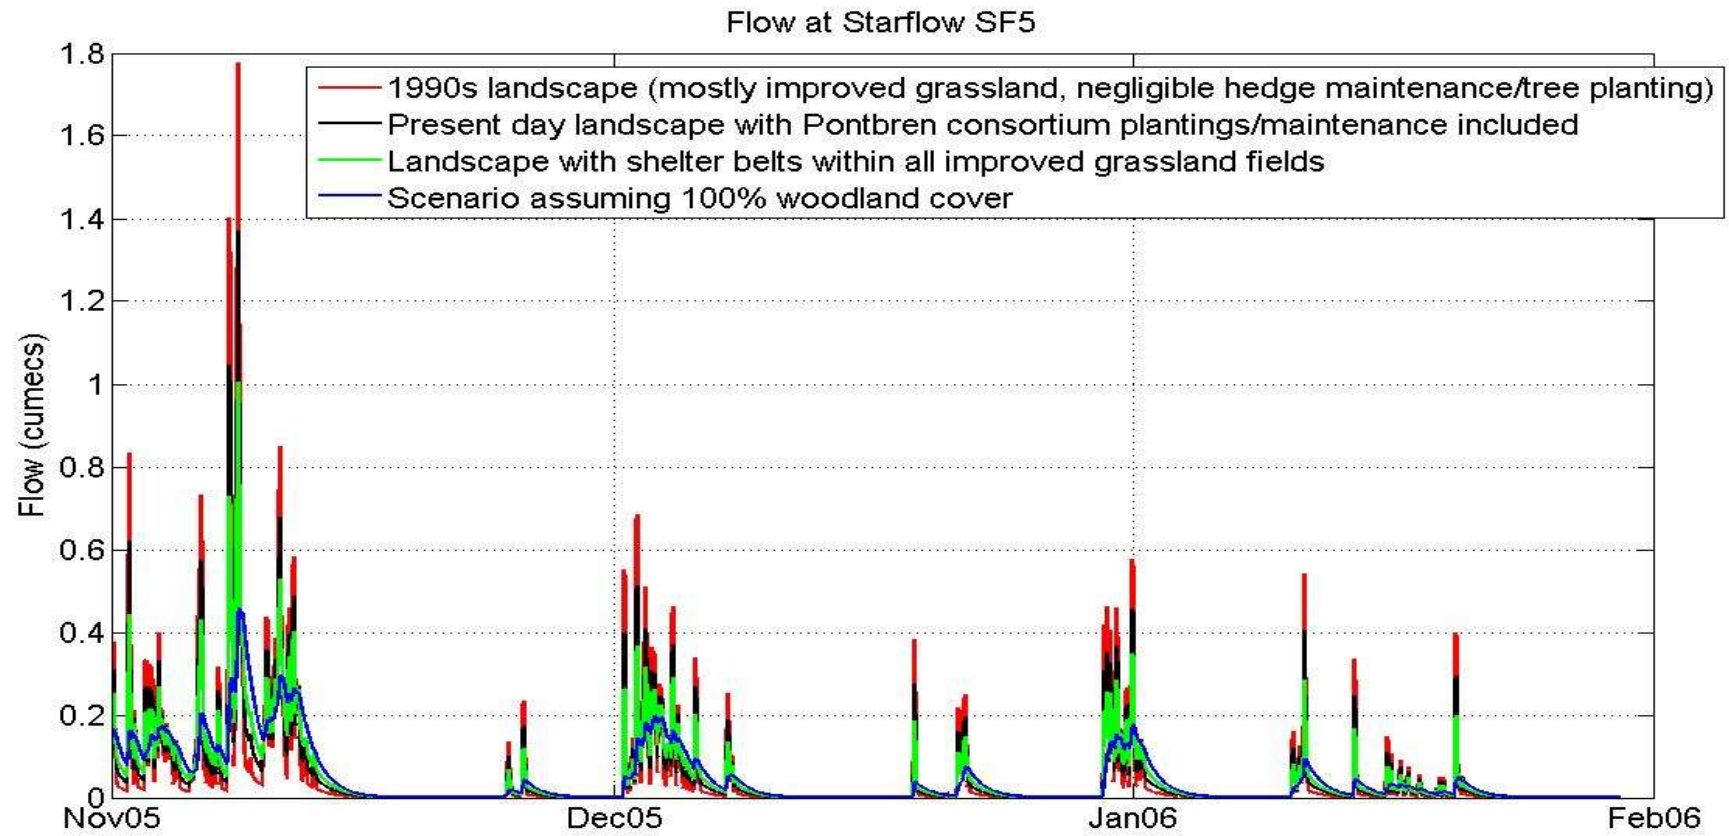 Flow at Starflow SF5
1.8
1990s landscape (mostly improved grassland, negligible hedge maintenance/tree planting)
Present day landscape with Pontbren consortium plantings/maintenance included
Landscape with shelter belts within all improved grassland fields
Scenario assuming 100% woodland cover
1.6
1.4
1.2
1
0.8
0.6
0.4
0.2
0
Flow (cumecs)
Nov05 Dec05 Jan06 Feb06